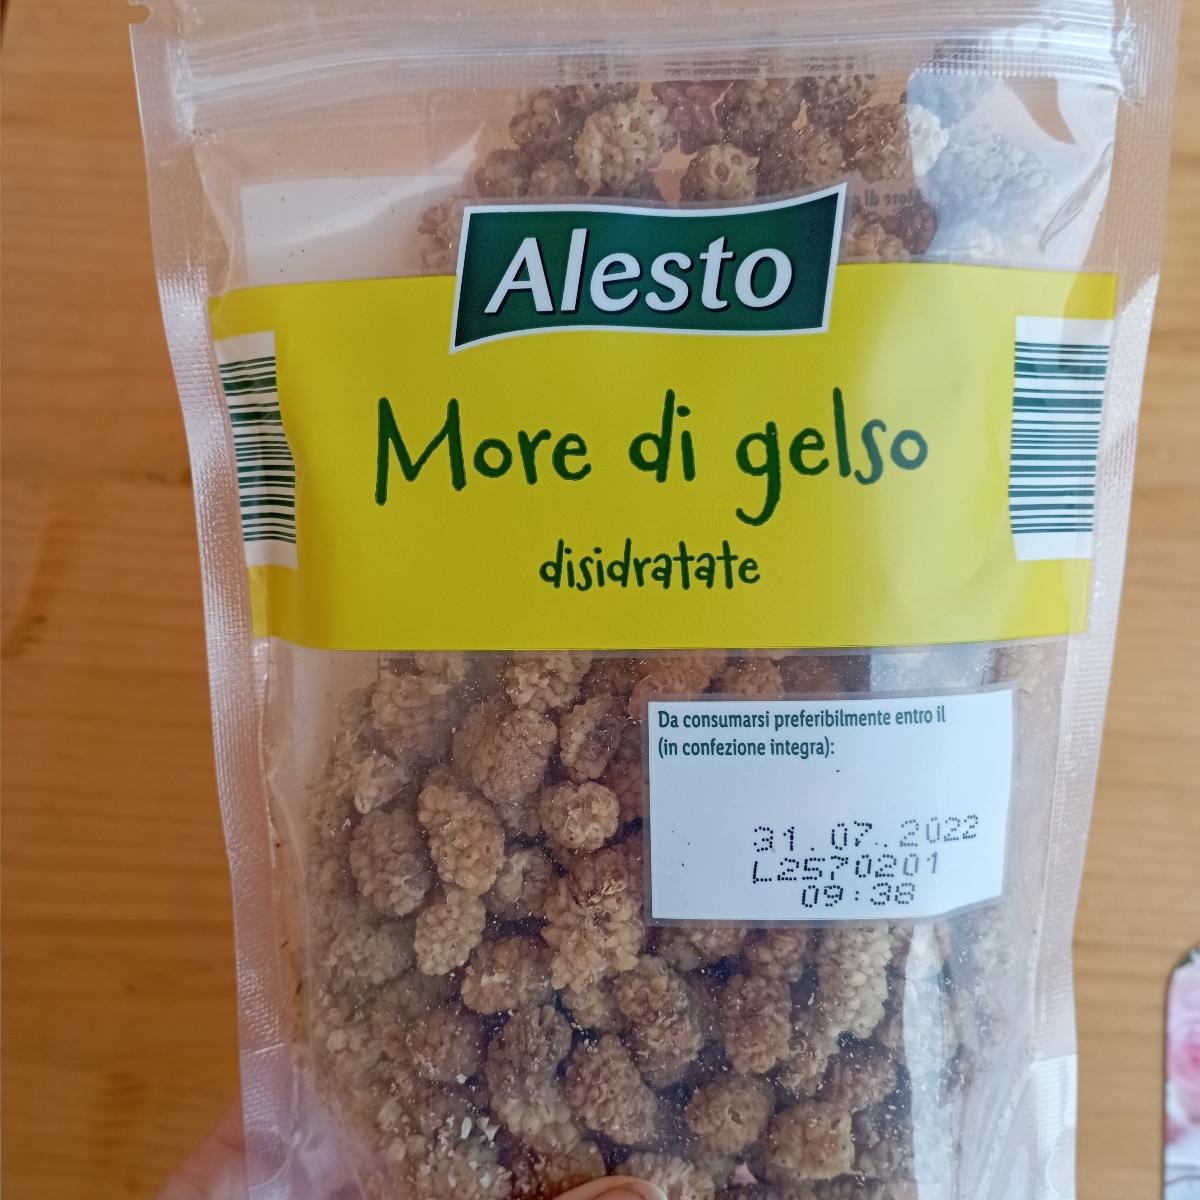 Alesto
More di gelso
disidratate
Da consumarsi preferibilmente entro il
(in confezione integra):
31.07.2022
L2570201
09:38